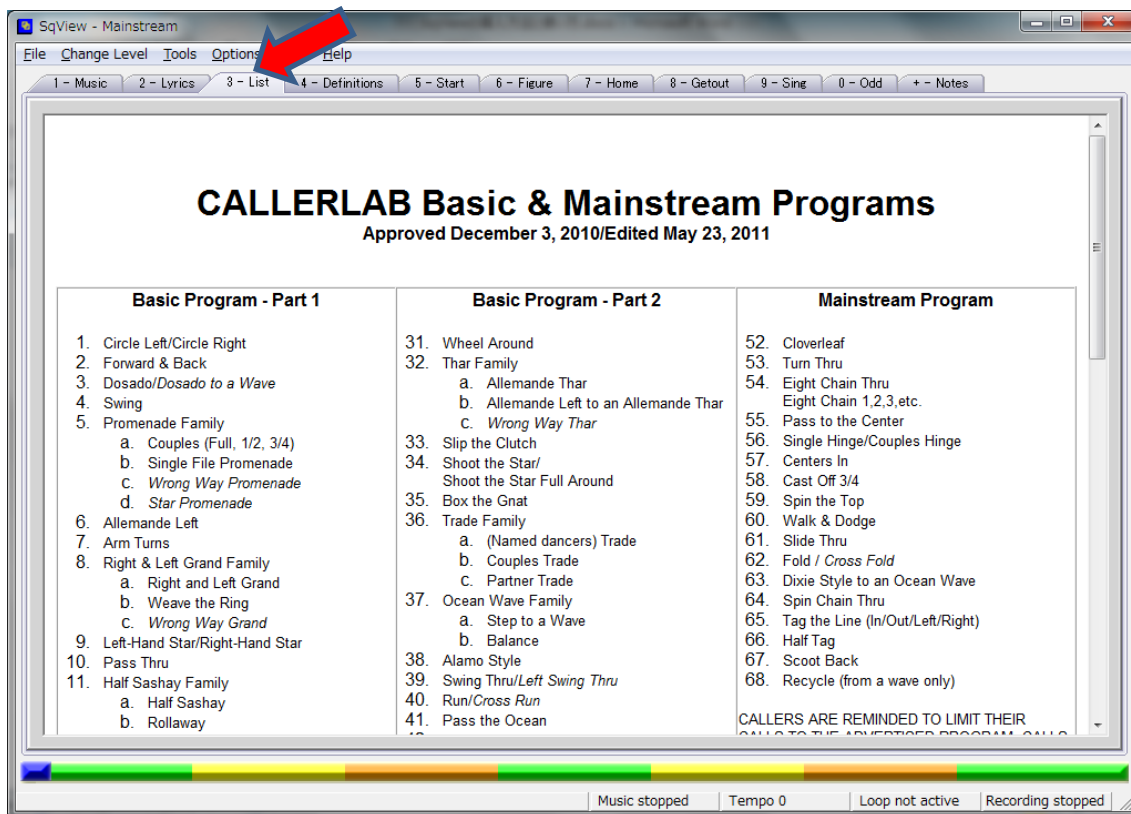 SqView - Mainstream
File Change Level Tools Options Help
1 - Music 2 - Lyrics 3 - List 4 - Definitions 5 - Start 6 - Figure 7 - Home 8 - Getout 9 - Sing 0 - Odd + - Notes
CALLERLAB Basic & Mainstream Programs
Approved December 3, 2010/Edited May 23, 2011
Basic Program - Part 1
1. Circle Left/Circle Right
2. Forward & Back
3. Dosado/Dosado to a Wave
4. Swing
5. Promenade Family
a. Couples (Full, 1/2, 3/4)
b. Single File Promenade
c. Wrong Way Promenade
d. Star Promenade
6. Allemande Left
7. Arm Turns
8. Right & Left Grand Family
a. Right and Left Grand
b. Weave the Ring
c. Wrong Way Grand
9. Left-Hand Star/Right-Hand Star
10. Pass Thru
11. Half Sashay Family
a. Half Sashay
b. Rollaway
Basic Program - Part 2
31. Wheel Around
32. Thar Family
a. Allemande Thar
b. Allemande Left to an Allemande Thar
c. Wrong Way Thar
33. Slip the Clutch
34. Shoot the Star/
Shoot the Star Full Around
35. Box the Gnat
36. Trade Family
a. (Named dancers) Trade
b. Couples Trade
c. Partner Trade
37. Ocean Wave Family
a. Step to a Wave
b. Balance
38. Alamo Style
39. Swing Thru/Left Swing Thru
40. Run/Cross Run
41. Pass the Ocean
Mainstream Program
52. Cloverleaf
53. Turn Thru
54. Eight Chain Thru
Eight Chain 1,2,3,etc.
55. Pass to the Center
56. Single Hinge/Couples Hinge
57. Centers In
58. Cast Off 3/4
59. Spin the Top
60. Walk & Dodge
61. Slide Thru
62. Fold / Cross Fold
63. Dixie Style to an Ocean Wave
64. Spin Chain Thru
65. Tag the Line (In/Out/Left/Right)
66. Half Tag
67. Scoot Back
68. Recycle (from a wave only)
CALLERS ARE REMINDED TO LIMIT THEIR
CALLS TO THE ADVERTISED PROGRAM. CALLS
Music stopped Tempo 0 Loop not active Recording stopped